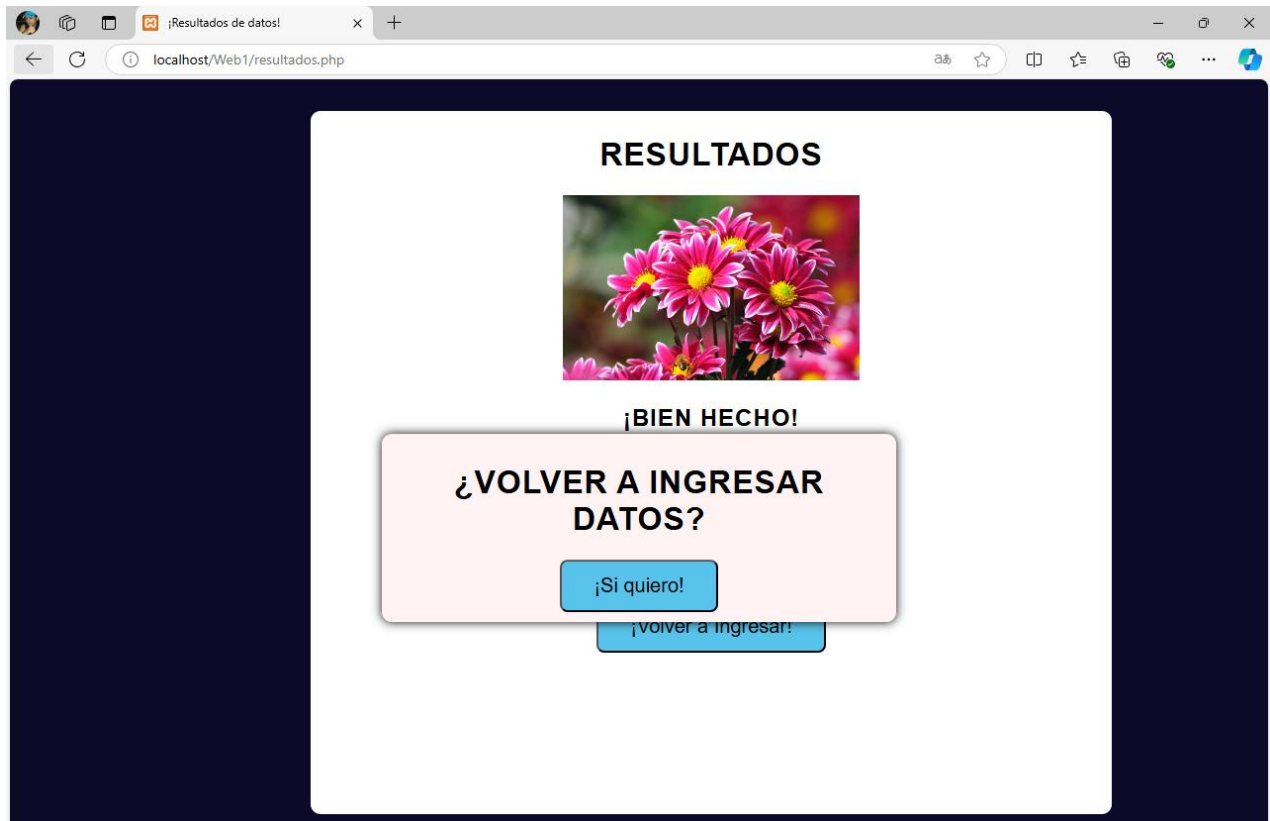 ¡Resultados de datos!
localhost/Web1/resultados.php
RESULTADOS
¡BIEN HECHO!
¿VOLVER A INGRESAR
DATOS?
¡Si quiero!
¡Volver a Ingresar!